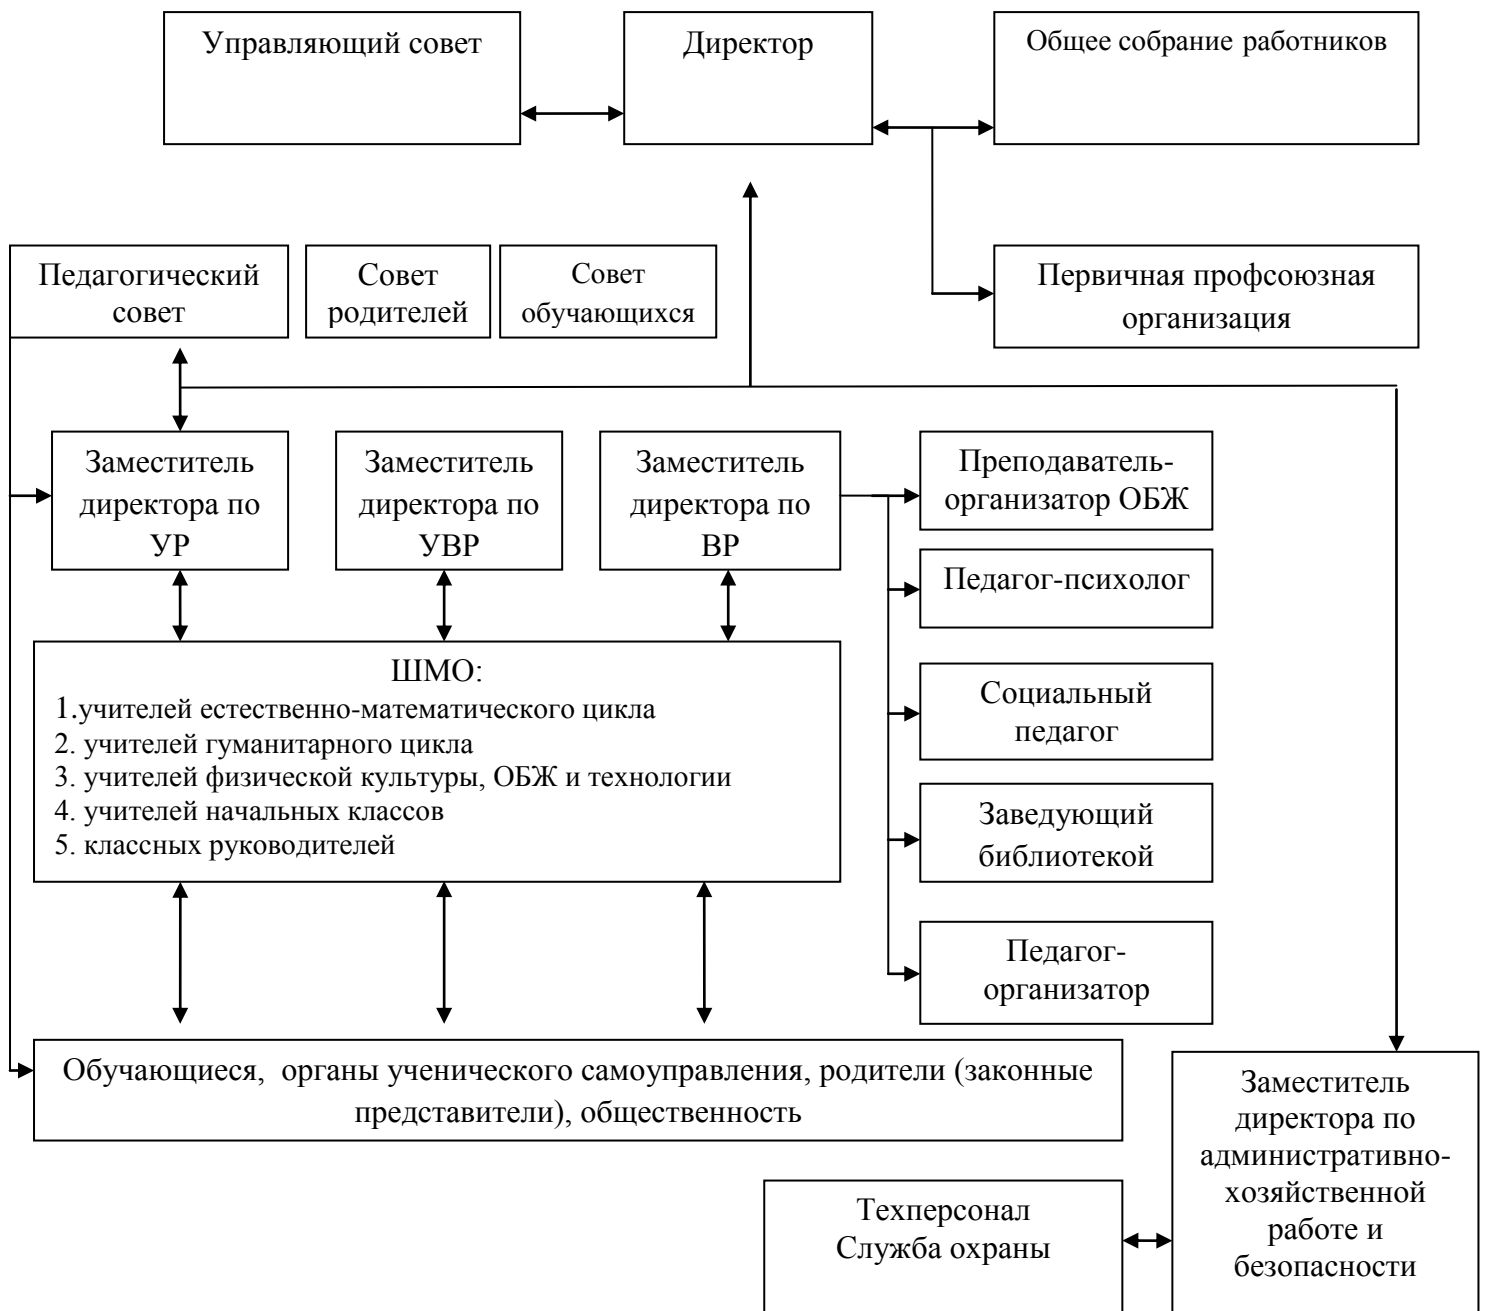 Управляющий совет
Директор
Общее собрание работников
Педагогический
совет
Совет
родителей
Совет
обучающихся
Первичная профсоюзная
организация
Заместитель
директора по
УР
Заместитель
директора по
УВР
Заместитель
директора по
ВР
Преподаватель-
организатор ОБЖ
Педагог-психолог
ШМО:
1.учителей естественно-математического цикла
2. учителей гуманитарного цикла
3. учителей физической культуры, ОБЖ и технологии
4. учителей начальных классов
5. классных руководителей
Социальный
педагог
Заведующий
библиотекой
Педагог-
организатор
Обучающиеся,  органы ученического самоуправления, родители (законные
представители), общественность
Заместитель
директора по
административно-
хозяйственной
работе и
безопасности
Техперсонал
Служба охраны